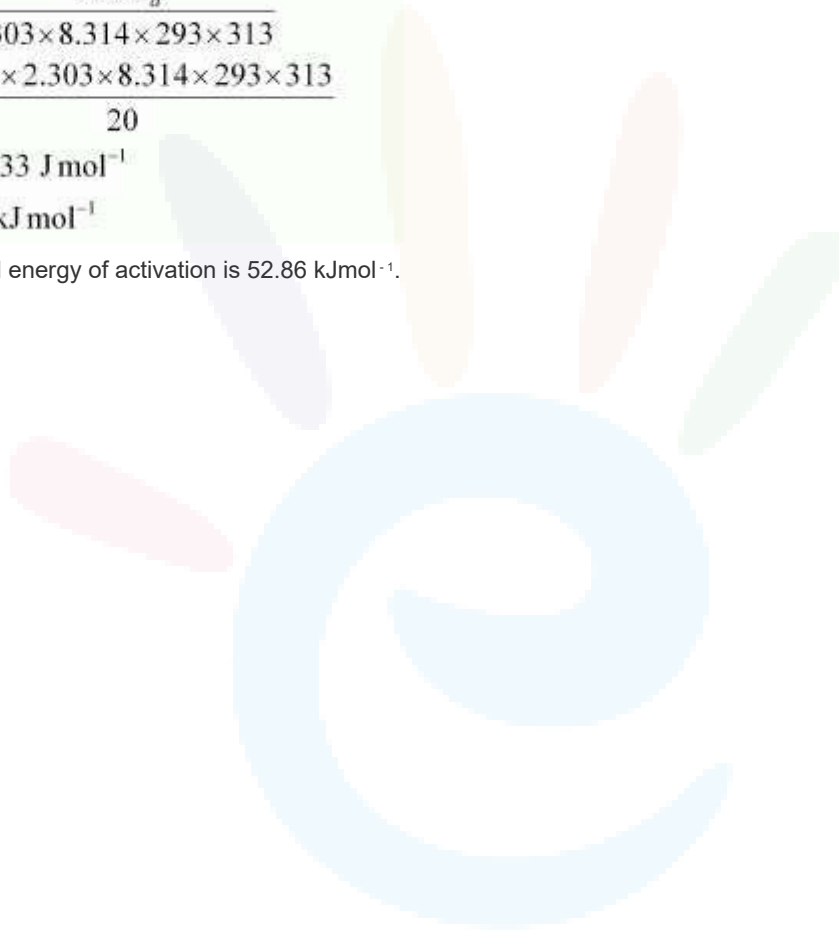 03×8.314×293×313
×2.303×8.314×293×313
20
33 J mol⁻¹
kJ mol⁻¹
energy of activation is 52.86 kJmol⁻¹.